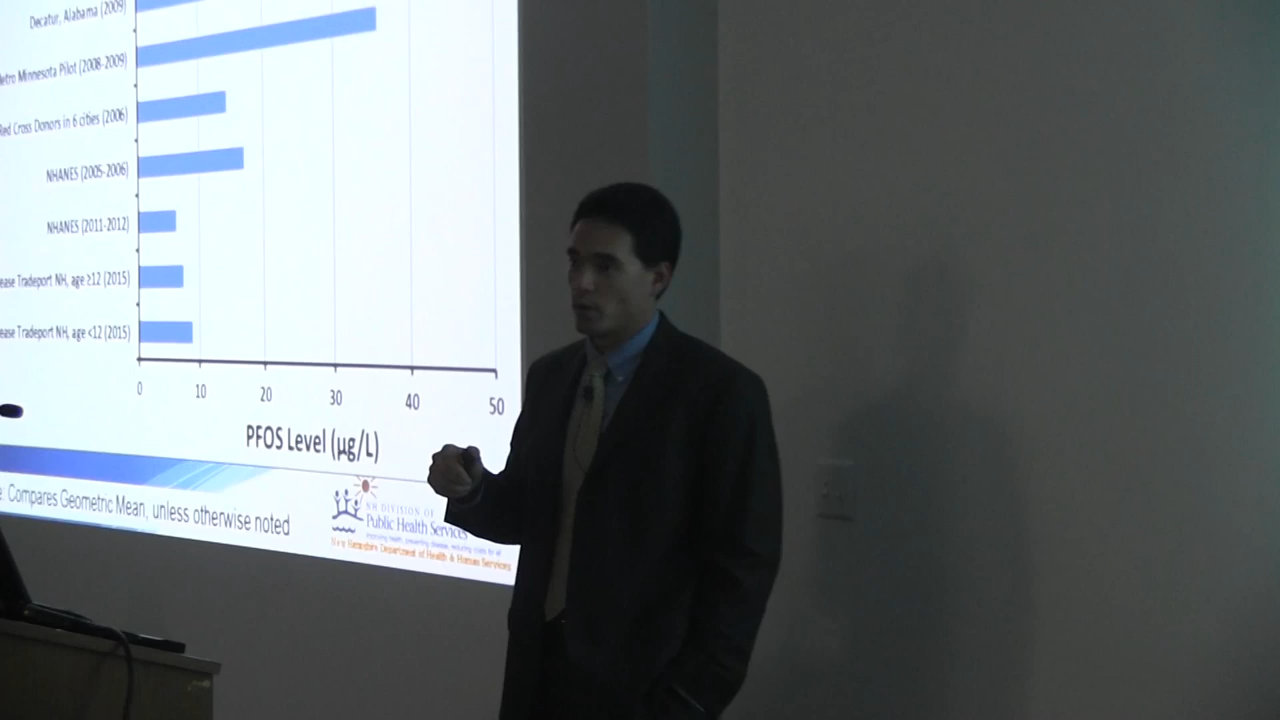 Decatur, Alabama (2009)
etro Minnesota Pilot (2008-2009)
Red Cross Donors in 6 cities (2006)
NHANES (2005-2006)
NHANES (2011-2012)
ease Tradeport NH, age ≥12 (2015)
ease Tradeport NH, age <12 (2015)
0 10 20 30 40 50
PFOS Level (µg/L)
e: Compares Geometric Mean, unless otherwise noted
NH DIVISION OF
Public Health Services
improving health, preventing disease, reducing costs for all
New Hampshire Department of Health & Human Services